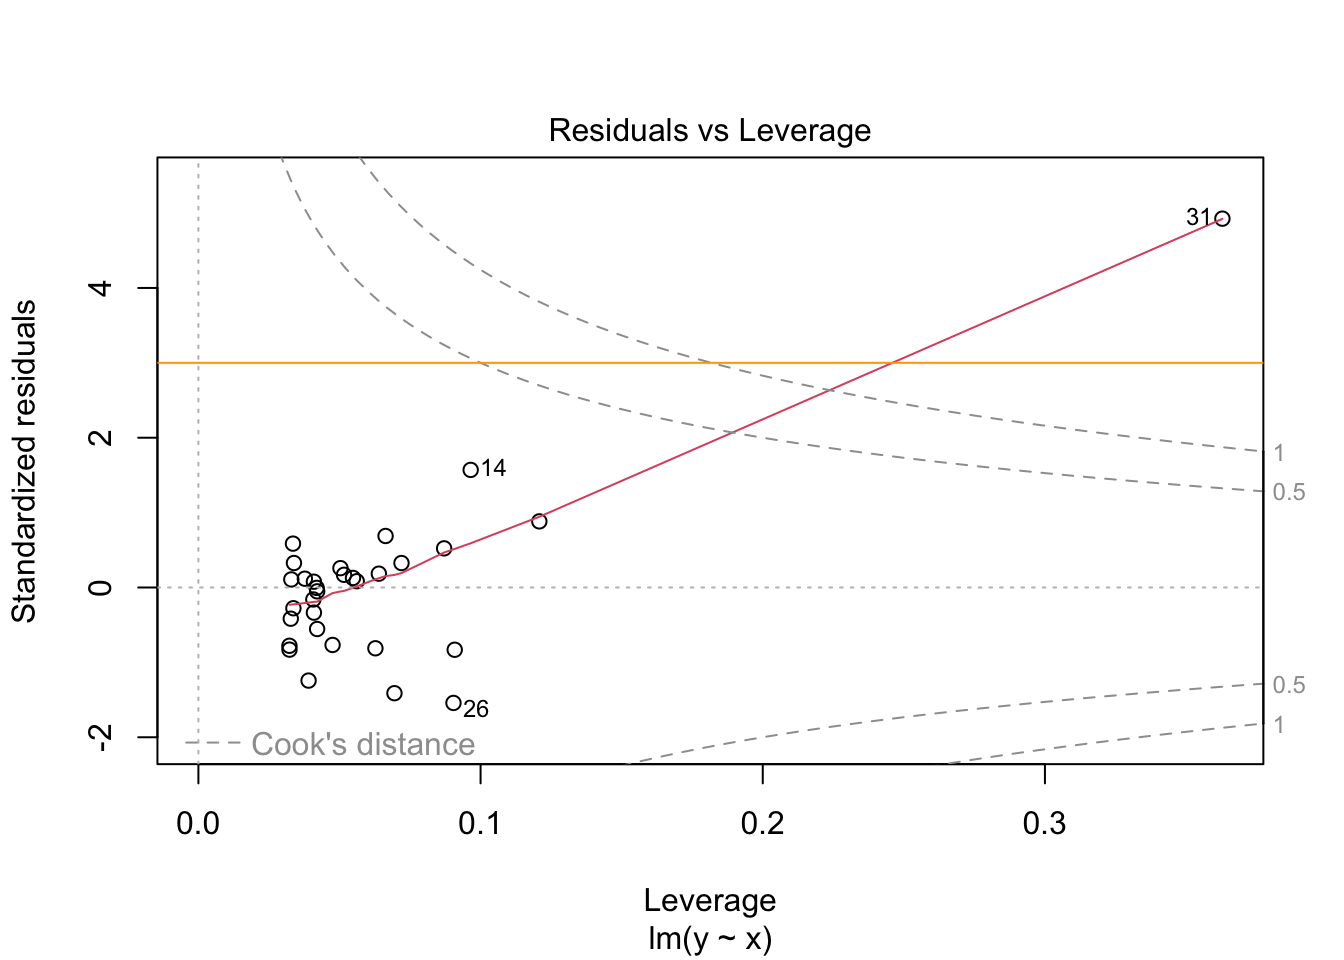 Residuals vs Leverage
Standardized residuals
4
2
0
-2
31
14
26
1
0.5
0.5
1
Cook's distance
0.0 0.1 0.2 0.3
Leverage
lm(y ~ x)